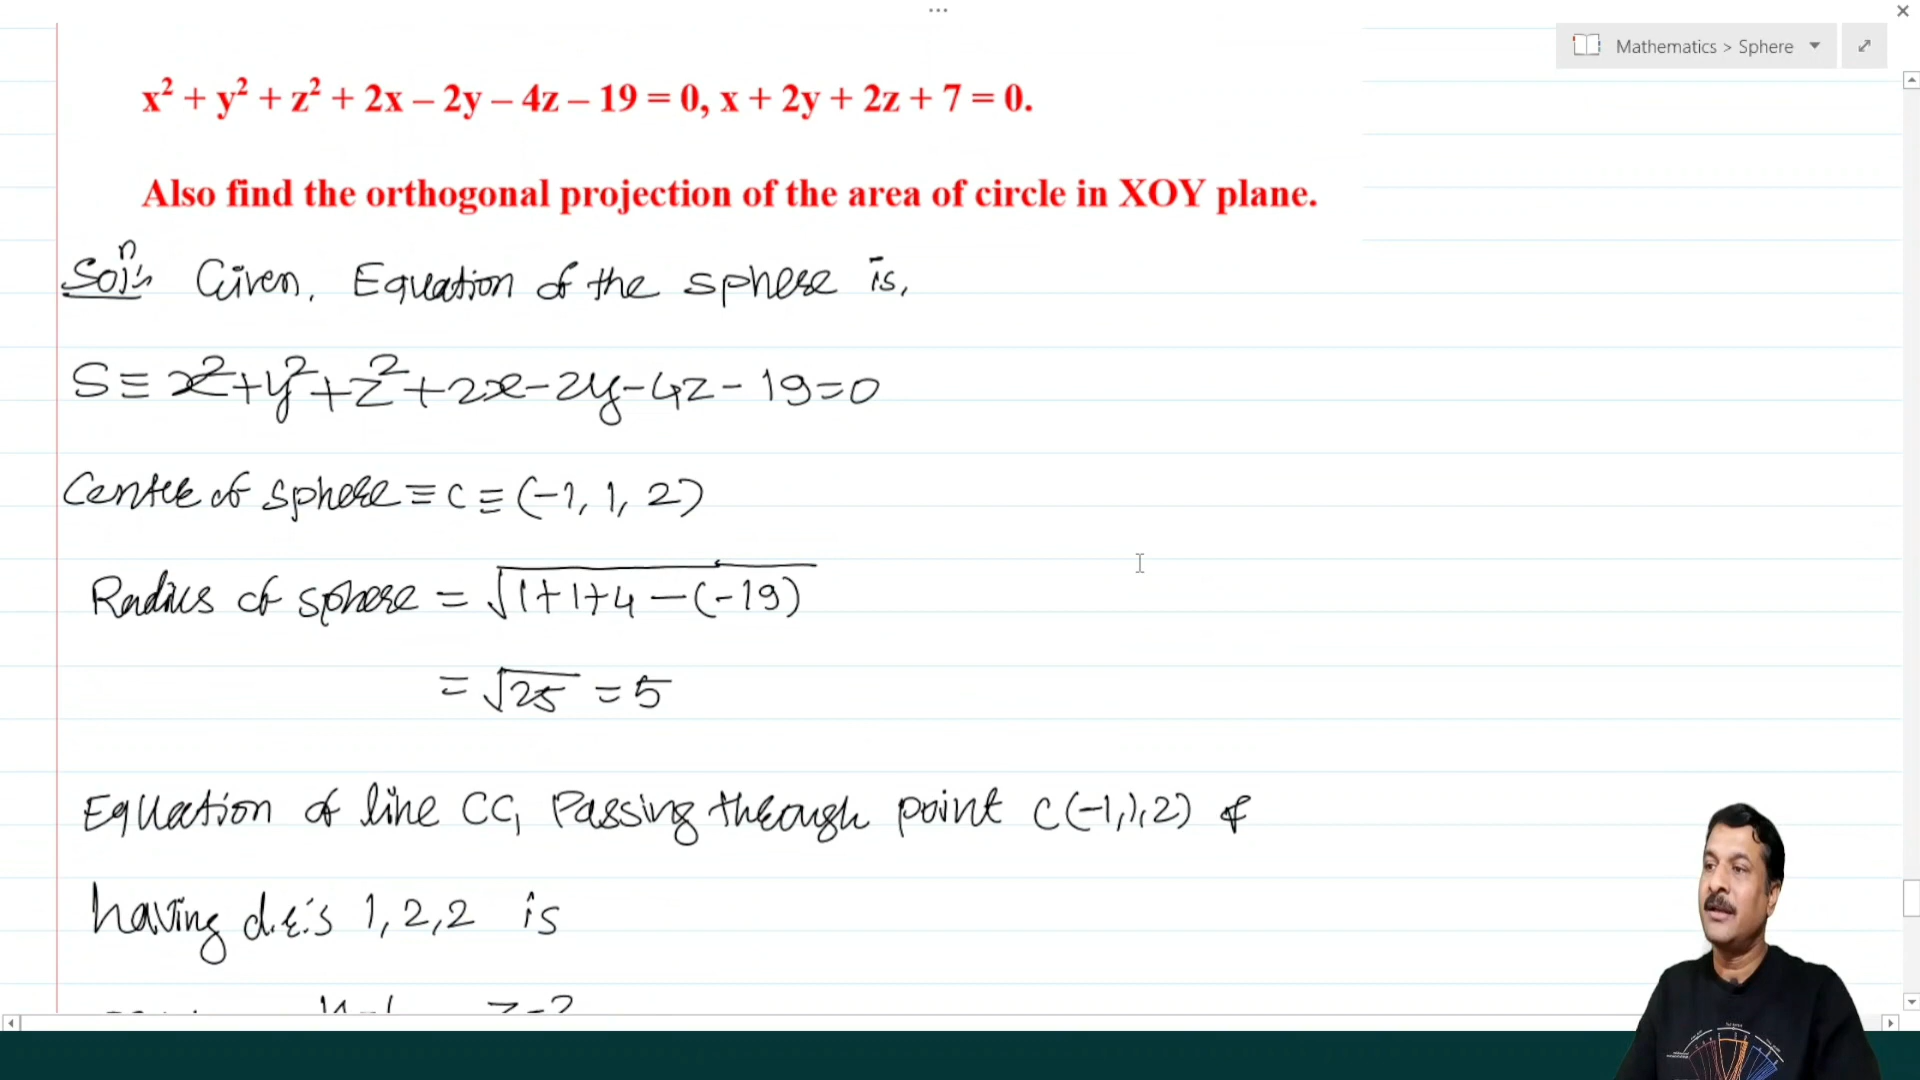 Mathematics > Sphere
x² + y² + z² + 2x – 2y – 4z – 19 = 0, x + 2y + 2z + 7 = 0.
Also find the orthogonal projection of the area of circle in XOY plane.
Solⁿ: Given, Equation of the sphere is,
S ≡ x²+y²+z²+2x-2y-4z-19=0
Centre of sphere ≡ C ≡ (-1, 1, 2)
Radius of sphere = √1+1+4-(-19)
= √25 = 5
Equation of line CC₁ Passing through point C(-1,1,2) &
having d.r.'s 1,2,2 is